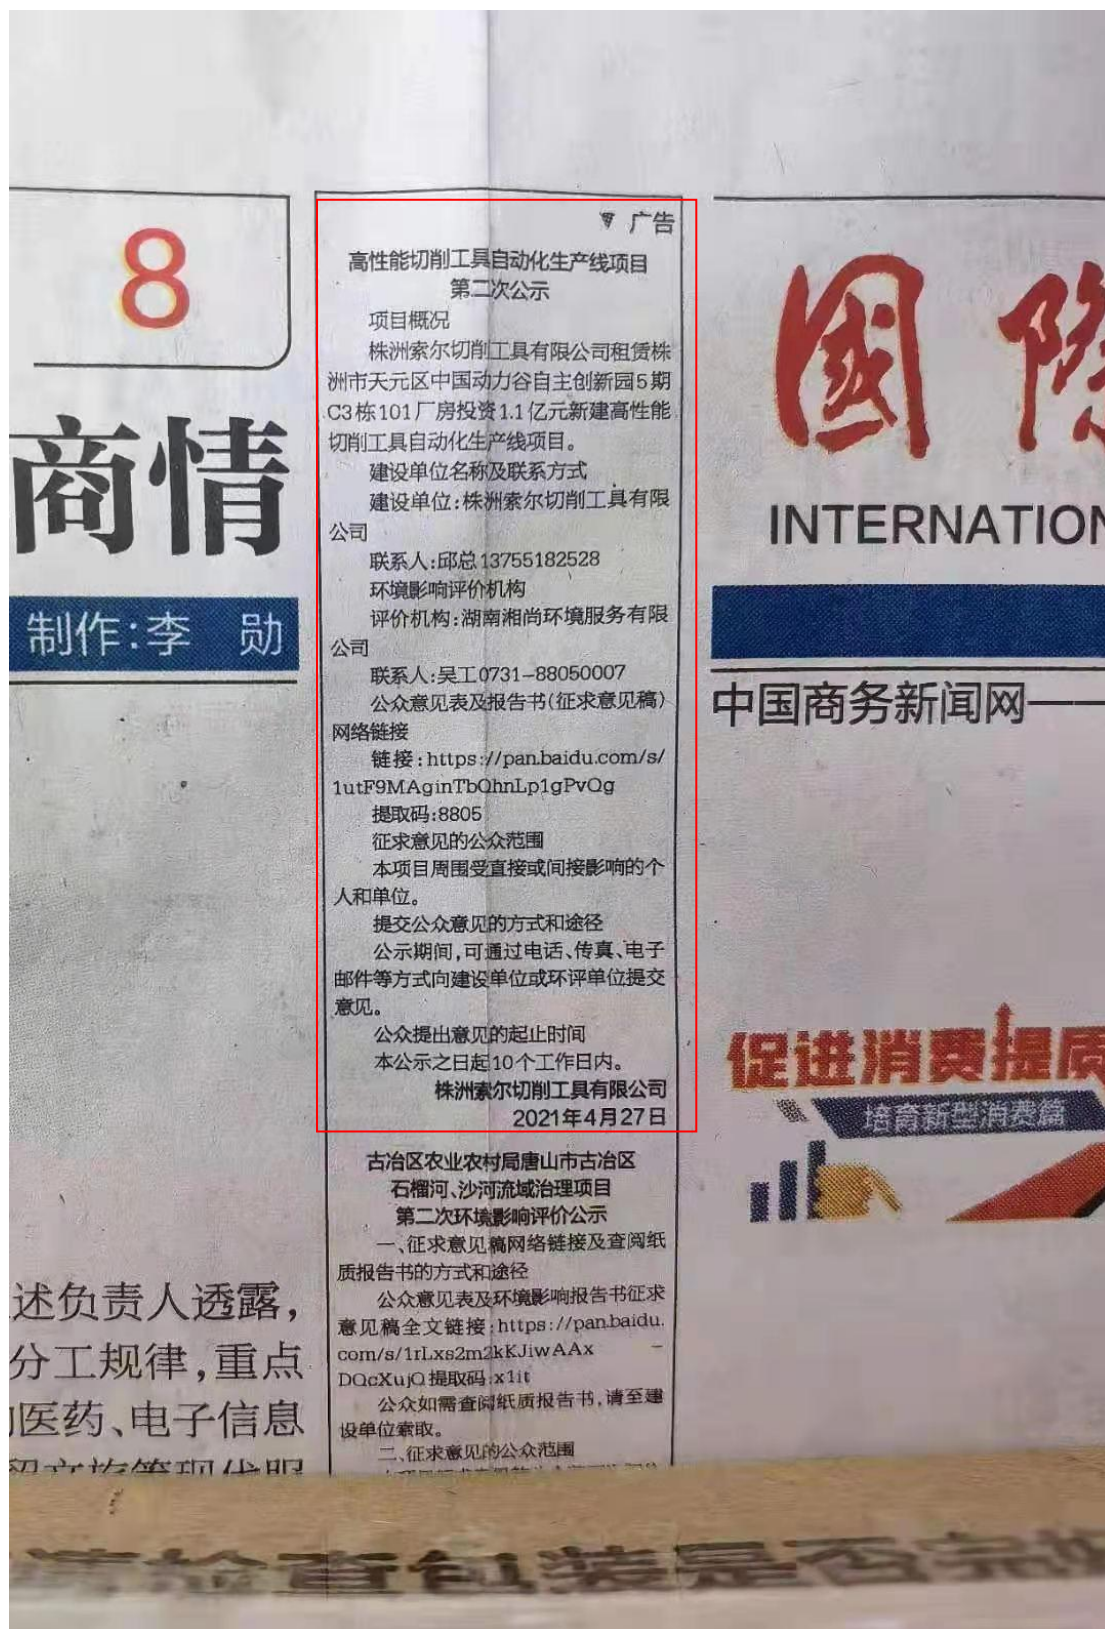 8
商情
制作:李 勋
述负责人透露,
分工规律,重点
医药、电子信息
广告
高性能切削工具自动化生产线项目
第二次公示
项目概况
株洲索尔切削工具有限公司租赁株
洲市天元区中国动力谷自主创新园5期
C3栋101厂房投资1.1亿元新建高性能
切削工具自动化生产线项目。
建设单位名称及联系方式
建设单位:株洲索尔切削工具有限
公司
联系人:邱总13755182528
环境影响评价机构
评价机构:湖南湘尚环境服务有限
公司
联系人:吴工0731-88050007
公众意见表及报告书(征求意见稿)
网络链接
链接:https://pan.baidu.com/s/
1utF9MAginTbQhnLp1gPvQg
提取码:8805
征求意见的公众范围
本项目周围受直接或间接影响的个
人和单位。
提交公众意见的方式和途径
公示期间,可通过电话、传真、电子
邮件等方式向建设单位或环评单位提交
意见。
公众提出意见的起止时间
本公示之日起10个工作日内。
株洲索尔切削工具有限公司
2021年4月27日
古冶区农业农村局唐山市古冶区
石榴河、沙河流域治理项目
第二次环境影响评价公示
一、征求意见稿网络链接及查阅纸
质报告书的方式和途径
公众意见表及环境影响报告书征求
意见稿全文链接:https://pan.baidu.
com/s/1rLxs2m2kKJiwAAx-
DQcXujQ 提取码:x1it
公众如需查阅纸质报告书,请至建
设单位索取。
二、征求意见的公众范围
國際
INTERNATION
中国商务新闻网——
促进消费提质
培育新型消费篇
请检查包装是否完好